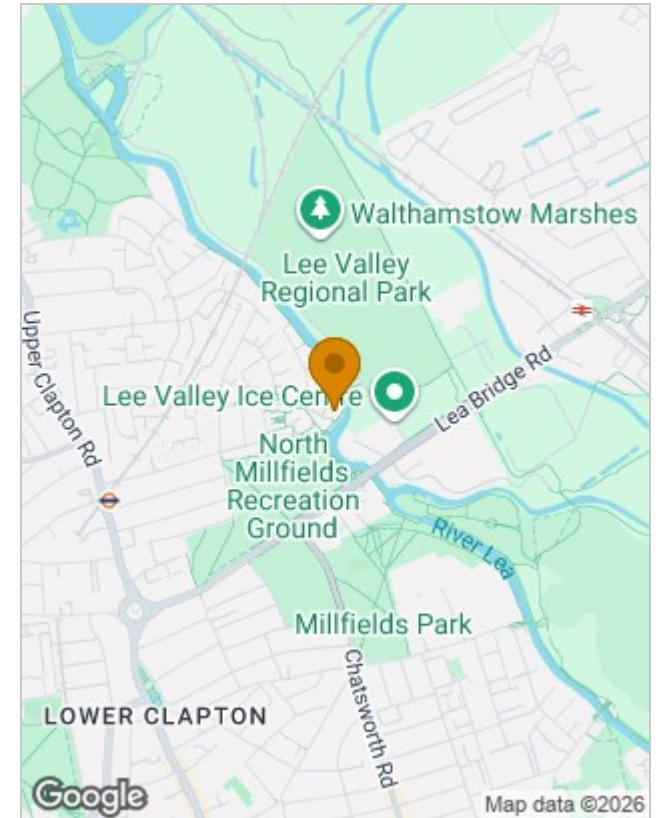 Walthamstow Marshes
Lee Valley
Regional Park
Upper Clapton Rd
Lee Valley Ice Centre
Lea Bridge Rd
North
Millfields
Recreation
Ground
River Lea
Millfields Park
Chatsworth Rd
LOWER CLAPTON
Google
Map data ©2026